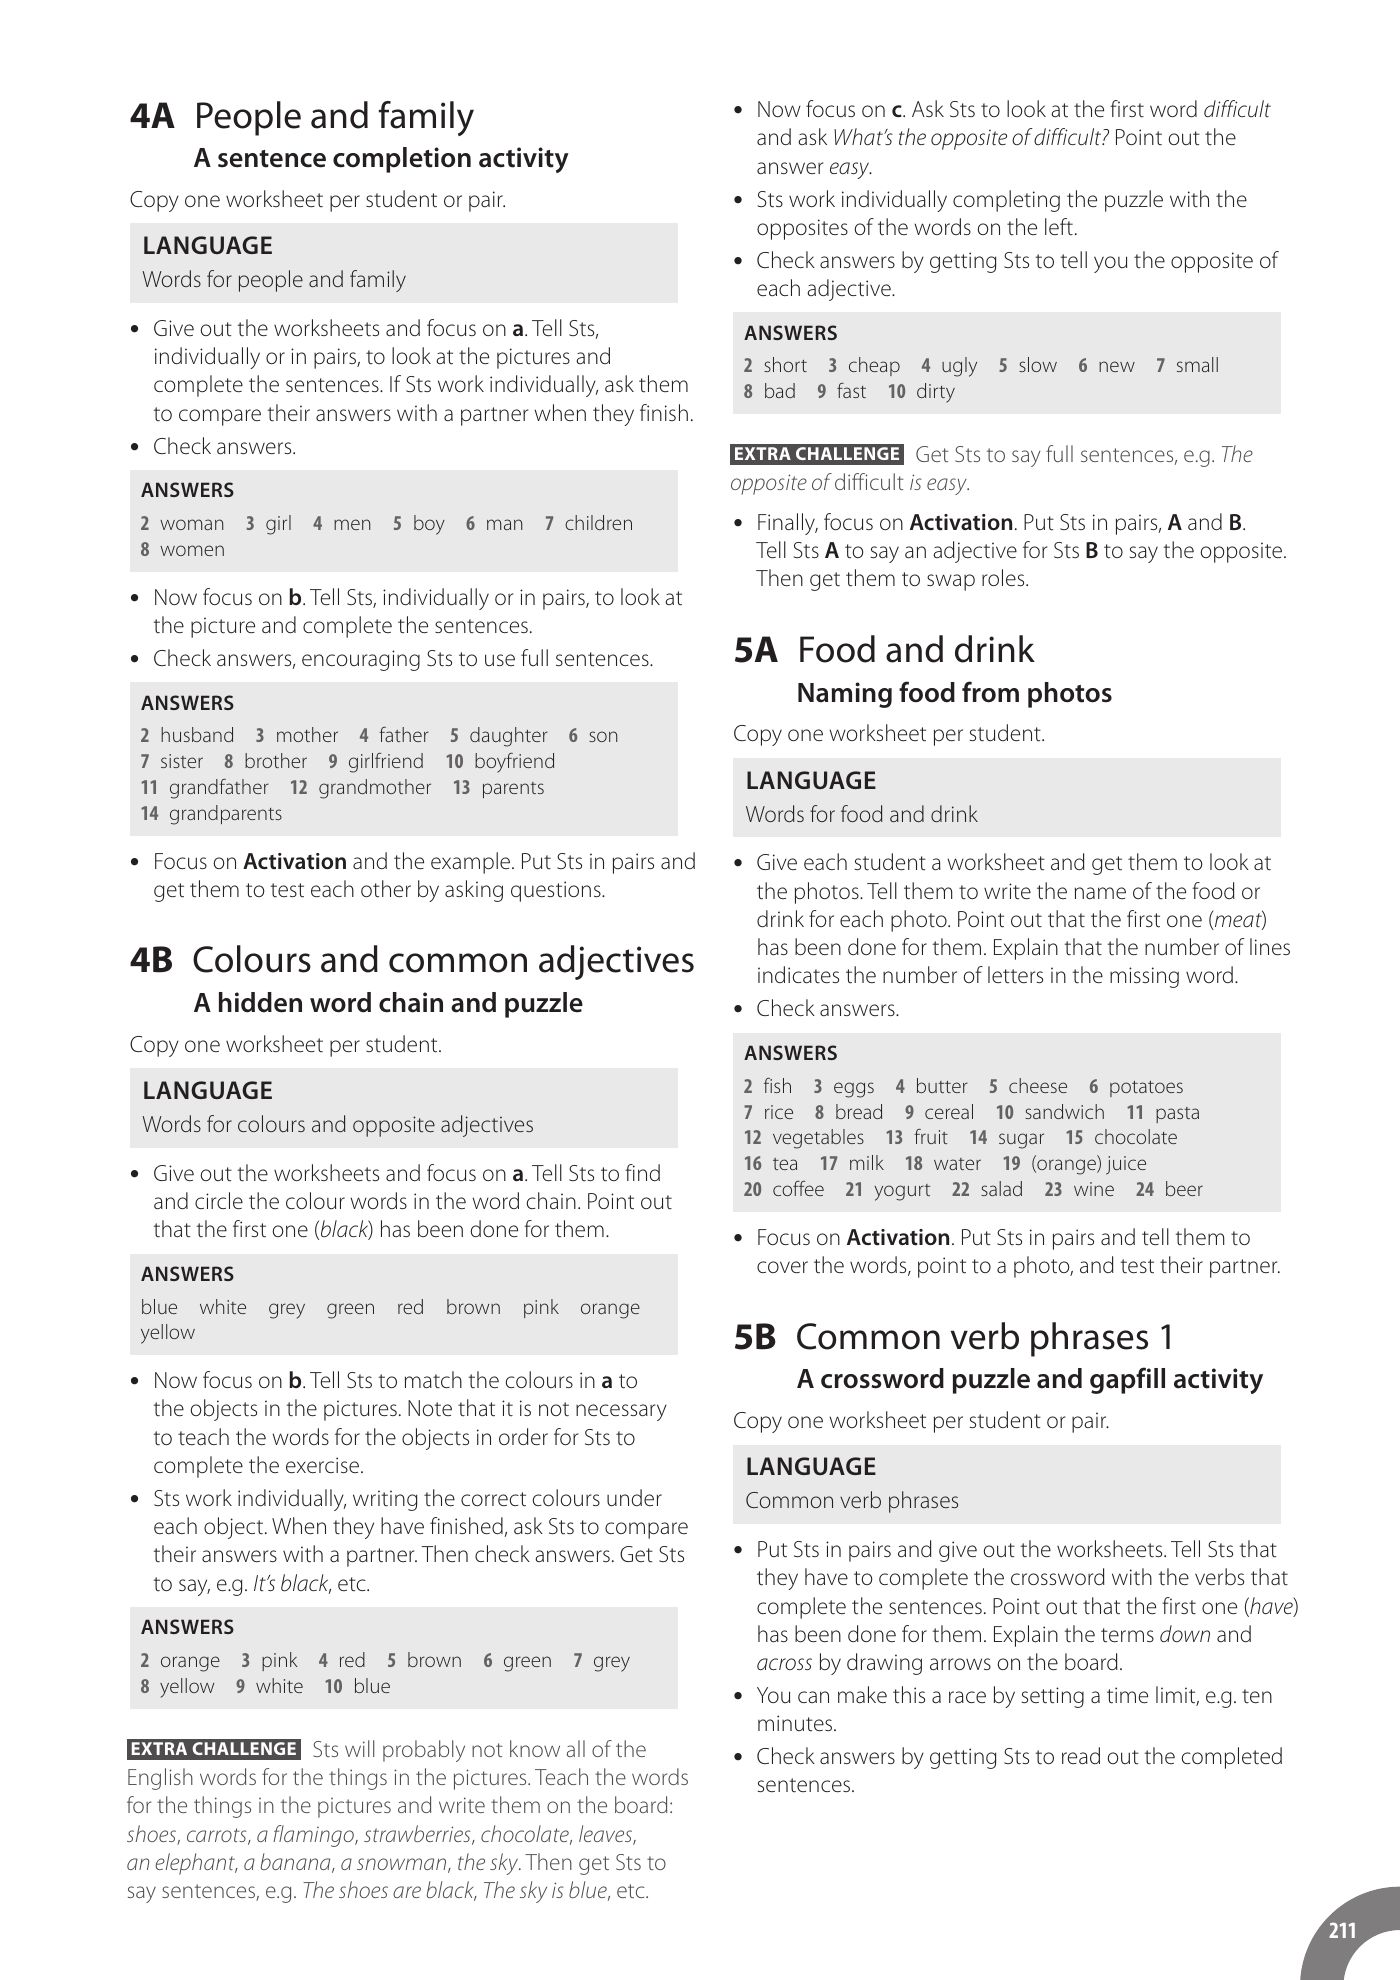 4A People and family
A sentence completion activity
Copy one worksheet per student or pair.
LANGUAGE
Words for people and family
• Give out the worksheets and focus on a. Tell Sts,
individually or in pairs, to look at the pictures and
complete the sentences. If Sts work individually, ask them
to compare their answers with a partner when they finish.
• Check answers.
ANSWERS
2 woman 3 girl 4 men 5 boy 6 man 7 children
8 women
• Now focus on b. Tell Sts, individually or in pairs, to look at
the picture and complete the sentences.
• Check answers, encouraging Sts to use full sentences.
ANSWERS
2 husband 3 mother 4 father 5 daughter 6 son
7 sister 8 brother 9 girlfriend 10 boyfriend
11 grandfather 12 grandmother 13 parents
14 grandparents
• Focus on Activation and the example. Put Sts in pairs and
get them to test each other by asking questions.
4B Colours and common adjectives
A hidden word chain and puzzle
Copy one worksheet per student.
LANGUAGE
Words for colours and opposite adjectives
• Give out the worksheets and focus on a. Tell Sts to find
and circle the colour words in the word chain. Point out
that the first one (black) has been done for them.
ANSWERS
blue white grey green red brown pink orange
yellow
• Now focus on b. Tell Sts to match the colours in a to
the objects in the pictures. Note that it is not necessary
to teach the words for the objects in order for Sts to
complete the exercise.
• Sts work individually, writing the correct colours under
each object. When they have finished, ask Sts to compare
their answers with a partner. Then check answers. Get Sts
to say, e.g. It's black, etc.
ANSWERS
2 orange 3 pink 4 red 5 brown 6 green 7 grey
8 yellow 9 white 10 blue
EXTRA CHALLENGE Sts will probably not know all of the
English words for the things in the pictures. Teach the words
for the things in the pictures and write them on the board:
shoes, carrots, a flamingo, strawberries, chocolate, leaves,
an elephant, a banana, a snowman, the sky. Then get Sts to
say sentences, e.g. The shoes are black, The sky is blue, etc.
• Now focus on c. Ask Sts to look at the first word difficult
and ask What's the opposite of difficult? Point out the
answer easy.
• Sts work individually completing the puzzle with the
opposites of the words on the left.
• Check answers by getting Sts to tell you the opposite of
each adjective.
ANSWERS
2 short 3 cheap 4 ugly 5 slow 6 new 7 small
8 bad 9 fast 10 dirty
EXTRA CHALLENGE Get Sts to say full sentences, e.g. The
opposite of difficult is easy.
• Finally, focus on Activation. Put Sts in pairs, A and B.
Tell Sts A to say an adjective for Sts B to say the opposite.
Then get them to swap roles.
5A Food and drink
Naming food from photos
Copy one worksheet per student.
LANGUAGE
Words for food and drink
• Give each student a worksheet and get them to look at
the photos. Tell them to write the name of the food or
drink for each photo. Point out that the first one (meat)
has been done for them. Explain that the number of lines
indicates the number of letters in the missing word.
• Check answers.
ANSWERS
2 fish 3 eggs 4 butter 5 cheese 6 potatoes
7 rice 8 bread 9 cereal 10 sandwich 11 pasta
12 vegetables 13 fruit 14 sugar 15 chocolate
16 tea 17 milk 18 water 19 (orange) juice
20 coffee 21 yogurt 22 salad 23 wine 24 beer
• Focus on Activation. Put Sts in pairs and tell them to
cover the words, point to a photo, and test their partner.
5B Common verb phrases 1
A crossword puzzle and gapfill activity
Copy one worksheet per student or pair.
LANGUAGE
Common verb phrases
• Put Sts in pairs and give out the worksheets. Tell Sts that
they have to complete the crossword with the verbs that
complete the sentences. Point out that the first one (have)
has been done for them. Explain the terms down and
across by drawing arrows on the board.
• You can make this a race by setting a time limit, e.g. ten
minutes.
• Check answers by getting Sts to read out the completed
sentences.
211